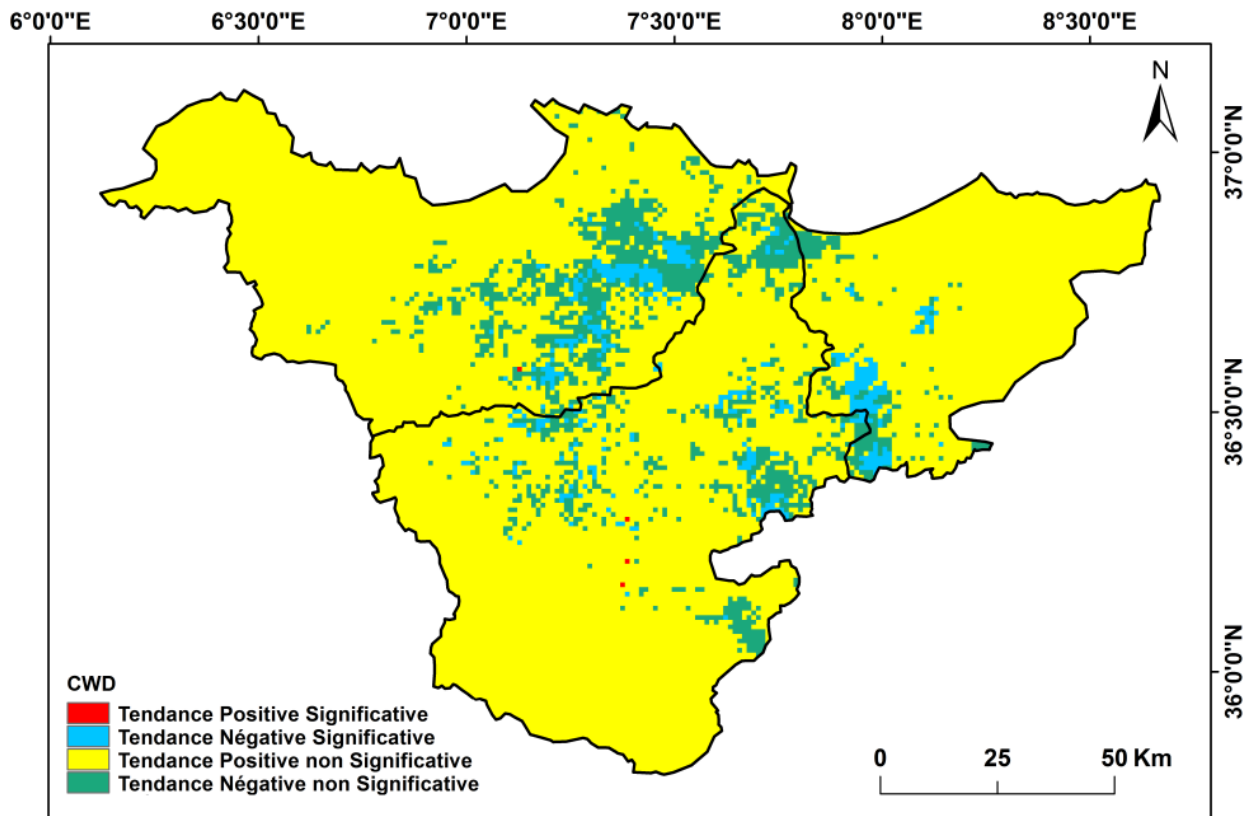 6°0'0"E 6°30'0"E 7°0'0"E 7°30'0"E 8°0'0"E 8°30'0"E
N
37°0'0"N
36°30'0"N
36°0'0"N
CWD
Tendance Positive Significative
Tendance Négative Significative
Tendance Positive non Significative
Tendance Négative non Significative
0 25 50 Km